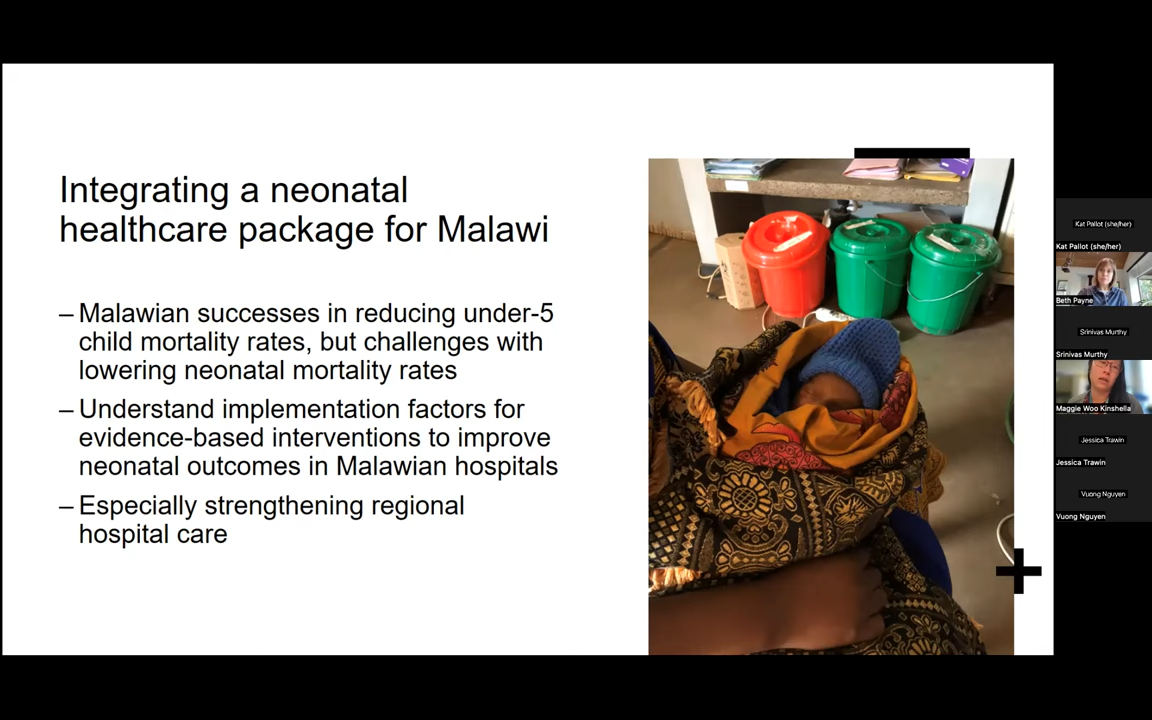 Integrating a neonatal
healthcare package for Malawi
– Malawian successes in reducing under-5
child mortality rates, but challenges with
lowering neonatal mortality rates
– Understand implementation factors for
evidence-based interventions to improve
neonatal outcomes in Malawian hospitals
– Especially strengthening regional
hospital care
Kat Pallot (she/her)
Kat Pallot (she/her)
Beth Payne
Srinivas Murthy
Srinivas Murthy
Maggie Woo Kinshella
Jessica Trawin
Jessica Trawin
Vuong Nguyen
Vuong Nguyen